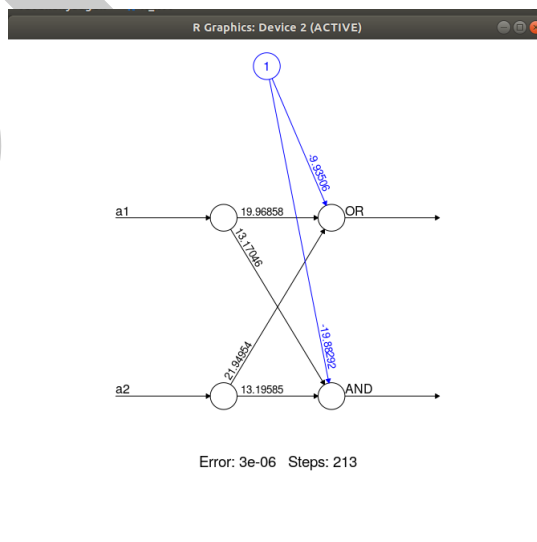 R Graphics: Device 2 (ACTIVE)
1
-9.93506
a1
19.96858
OR
13.17046
-19.88292
21.94954
a2
13.19585
AND
Error: 3e-06 Steps: 213